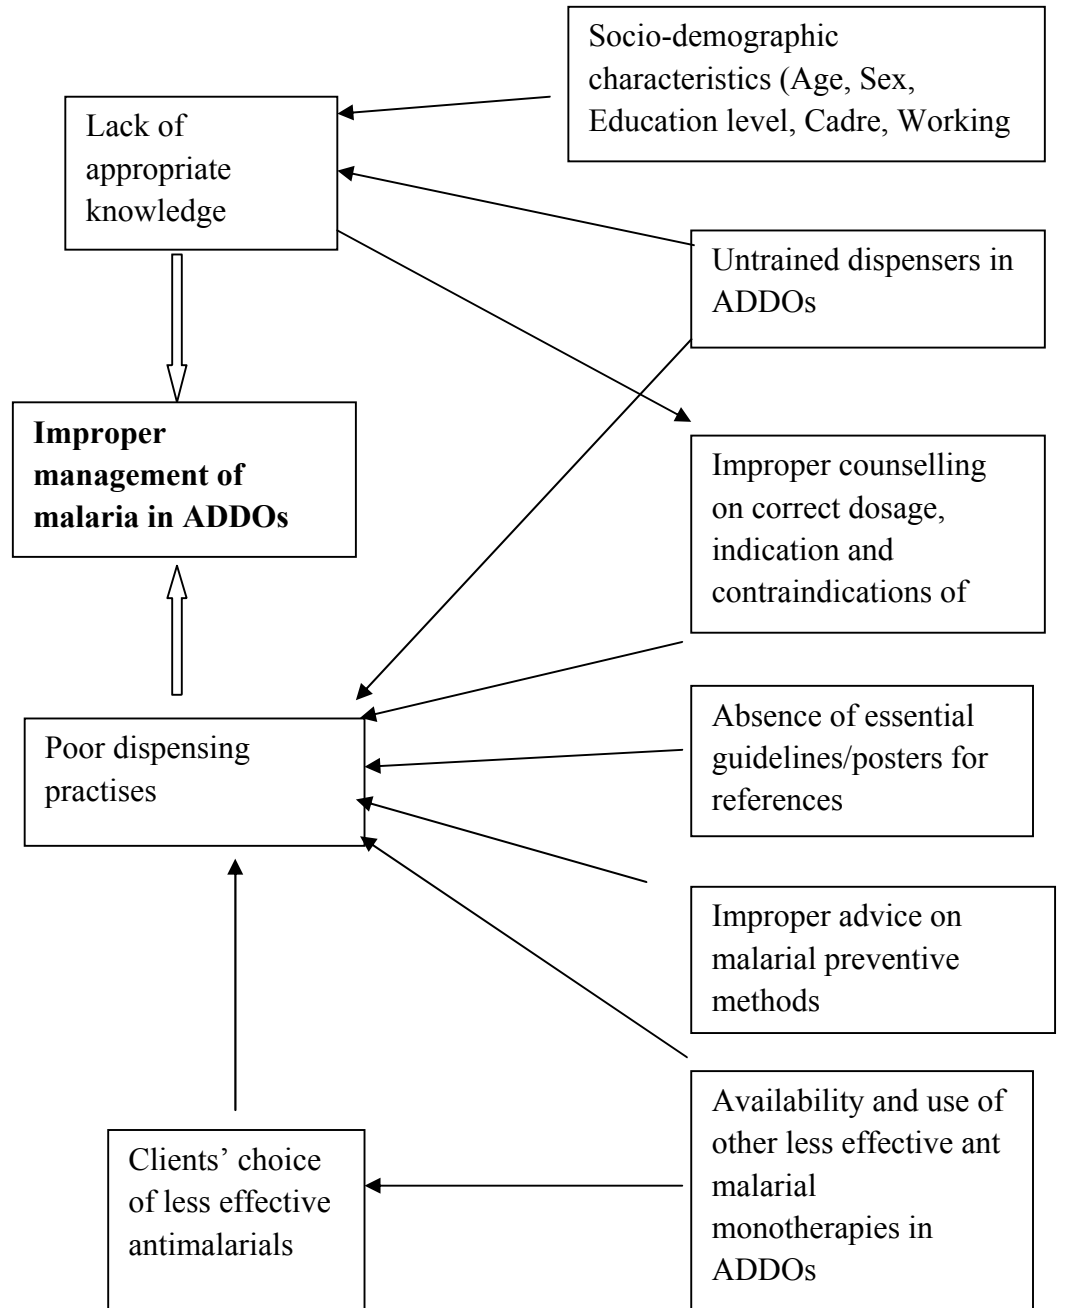 Socio-demographic
characteristics (Age, Sex,
Education level, Cadre, Working
Lack of
appropriate
knowledge
Untrained dispensers in
ADDOs
Improper
management of
malaria in ADDOs
Improper counselling
on correct dosage,
indication and
contraindications of
Poor dispensing
practises
Absence of essential
guidelines/posters for
references
Improper advice on
malarial preventive
methods
Clients’ choice
of less effective
antimalarials
Availability and use of
other less effective ant
malarial
monotherapies in
ADDOs